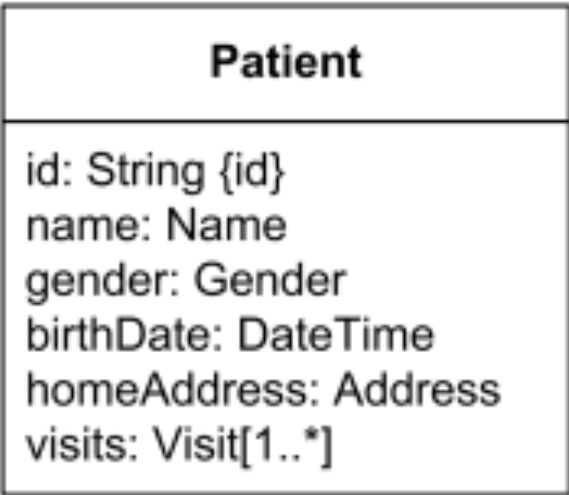 Patient
id: String {id}
name: Name
gender: Gender
birthDate: DateTime
homeAddress: Address
visits: Visit[1..*]